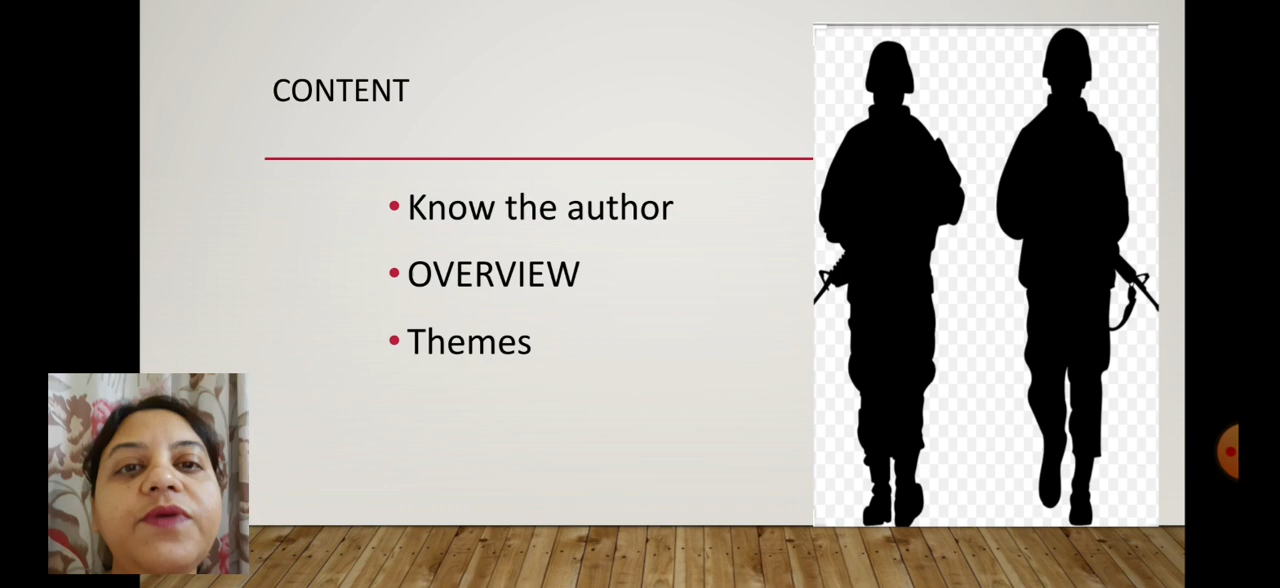 CONTENT
• Know the author
• OVERVIEW
• Themes